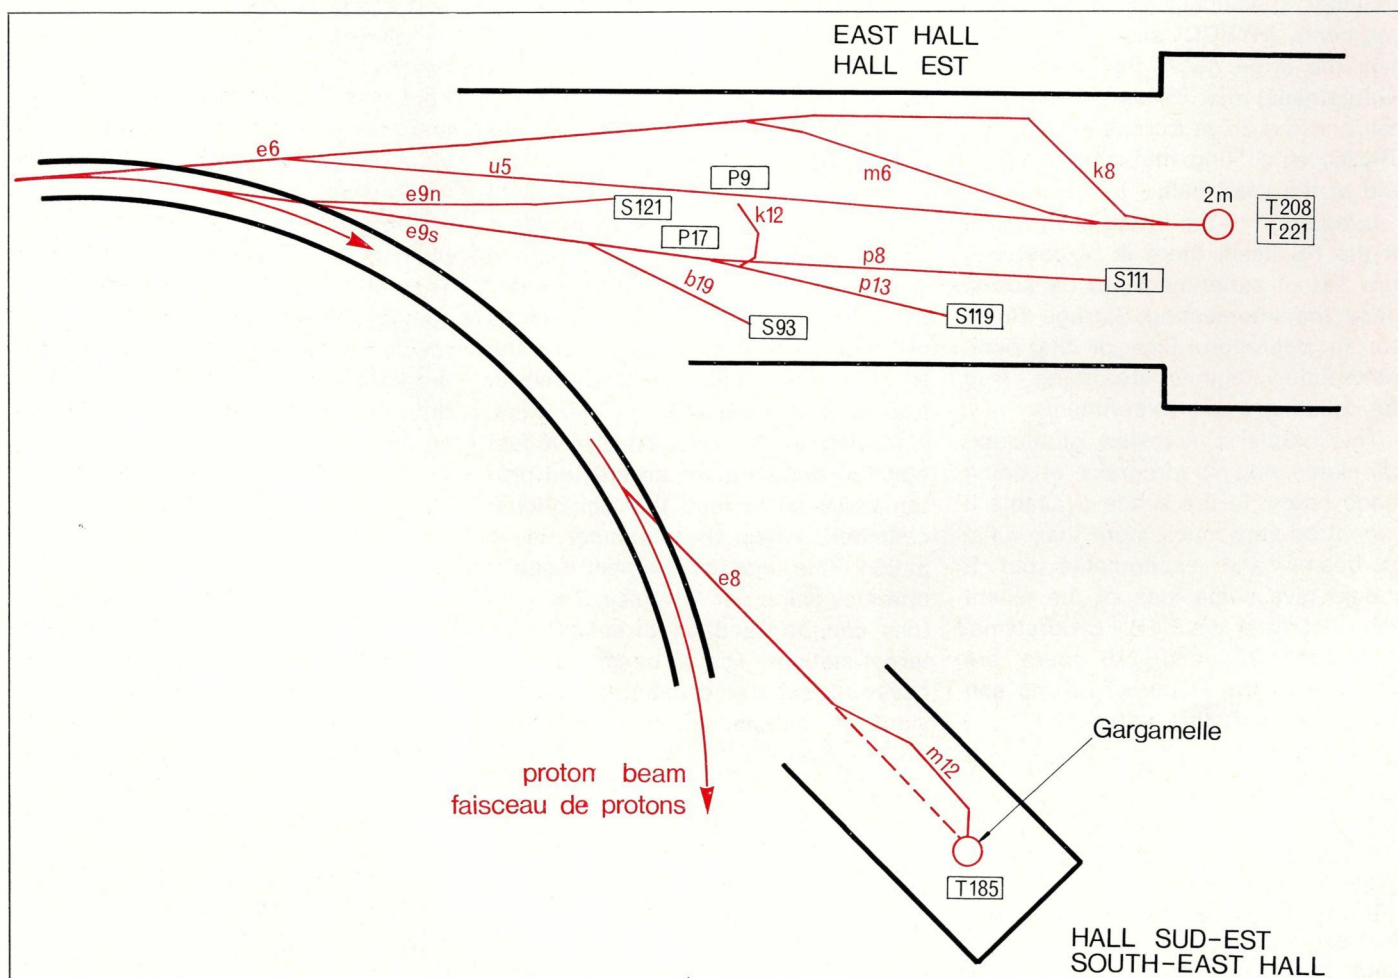 EAST HALL
HALL EST
e6
u5
P9
m6
k8
2m
T208
T221
e9n
S121
k12
e9s
P17
p8
S111
b19
p13
S119
S93
e8
Gargamelle
m12
proton beam
faisceau de protons
T185
HALL SUD-EST
SOUTH-EAST HALL